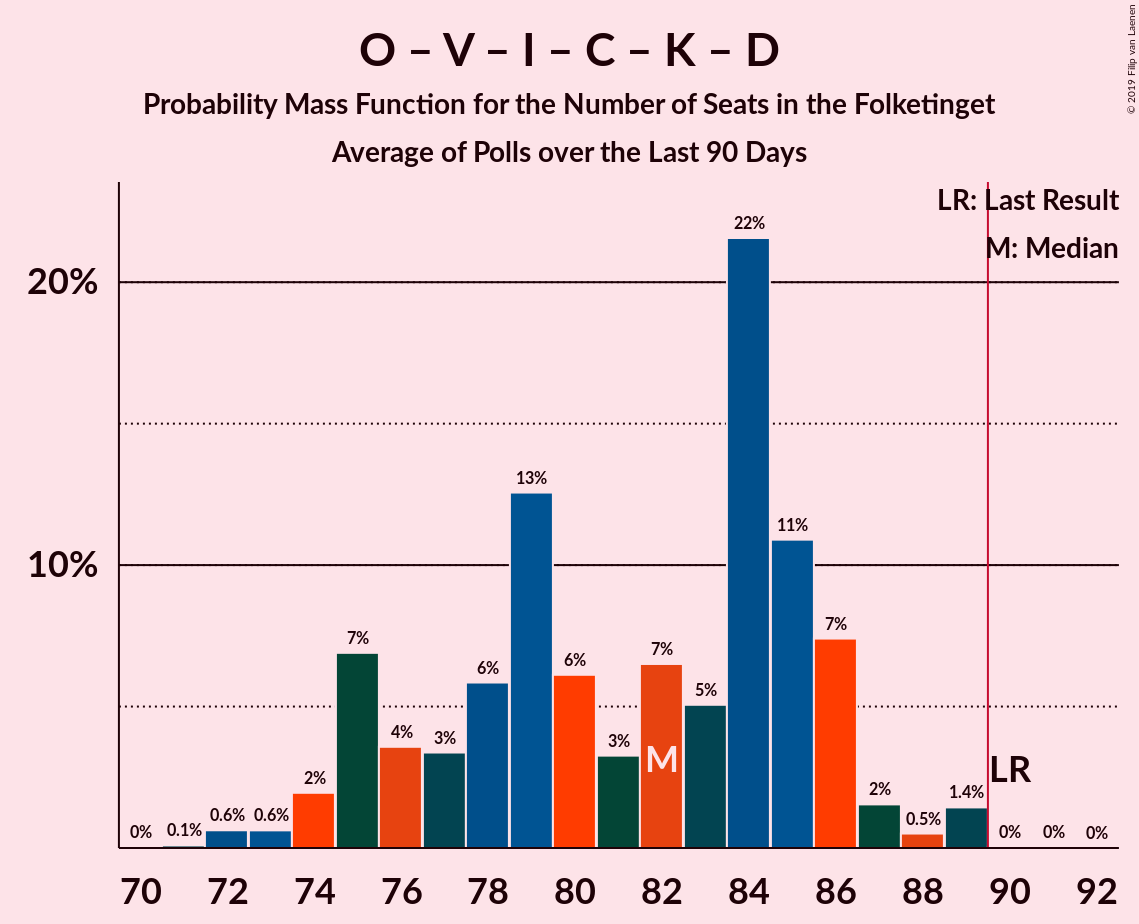 O – V – I – C – K – D
Probability Mass Function for the Number of Seats in the Folketinget
Average of Polls over the Last 90 Days
© 2019 Filip van Laenen
LR: Last Result
M: Median
20%
10%
0%
0.1%
0.6%
0.6%
2%
7%
4%
3%
6%
13%
6%
3%
7%
5%
22%
11%
7%
2%
0.5%
1.4%
0%
0%
0%
M
LR
70 72 74 76 78 80 82 84 86 88 90 92